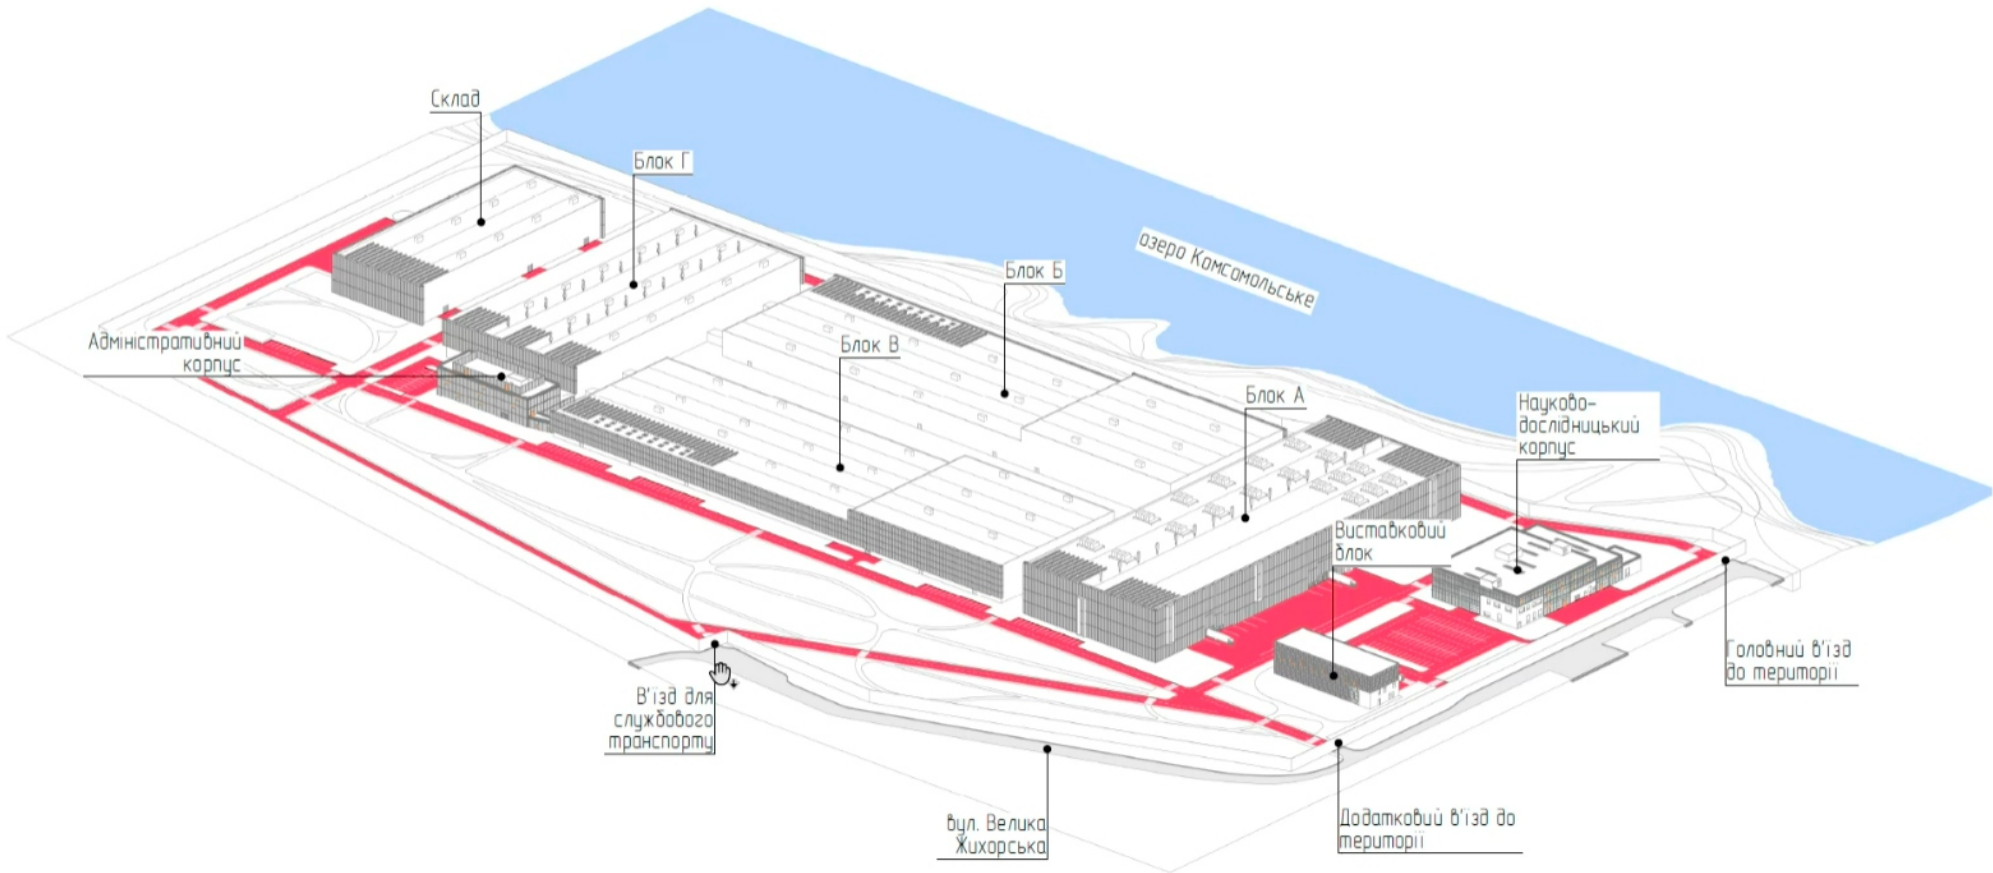 Склад
Блок Г
озеро Комсомольське
Блок Б
Адміністративний
корпус
Блок В
Блок А
Науково-
дослідницький
корпус
Виставковий
блок
Головний в'їзд
до території
В'їзд для
службового
транспорту
вул. Велика
Жихорська
Додатковий в'їзд до
території